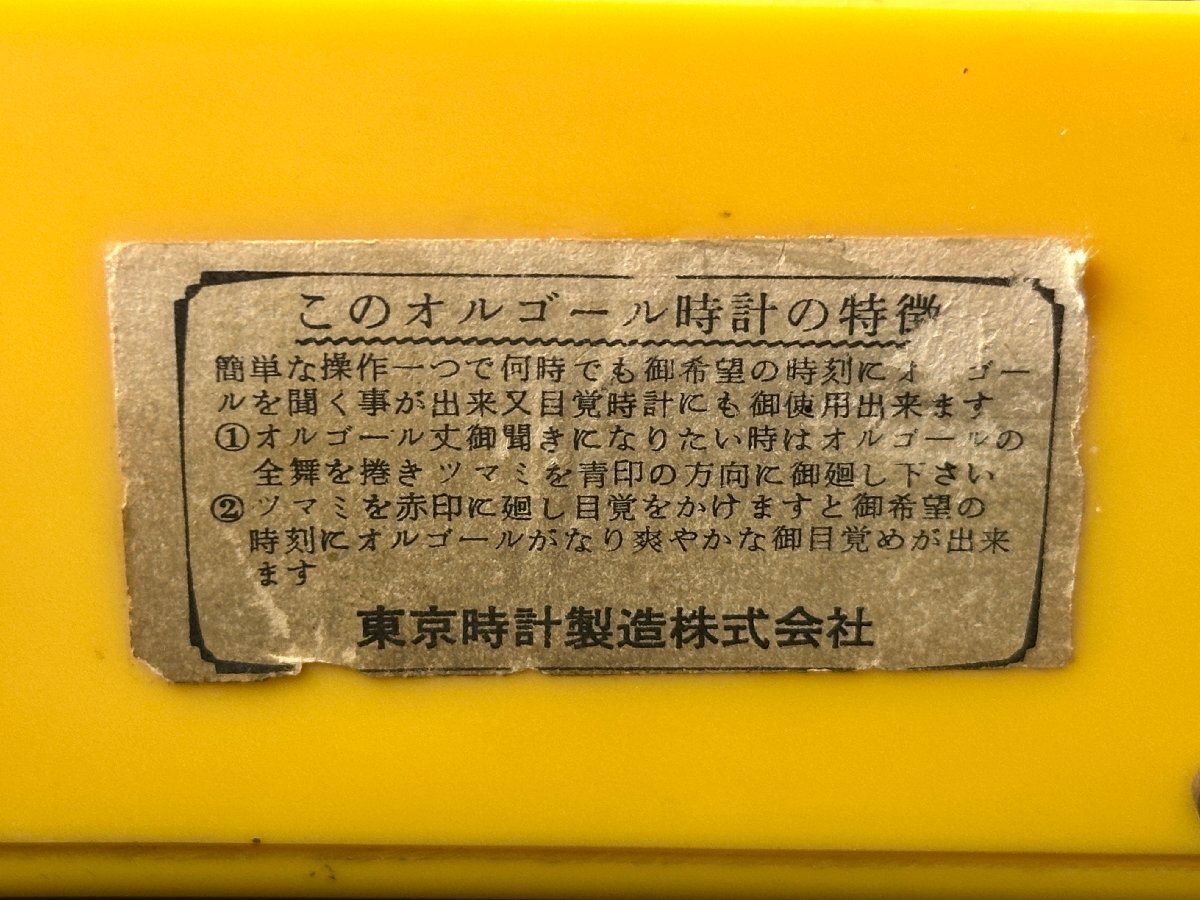 このオルゴール時計の特徴
簡単な操作一つで何時でも御希望の時刻にオルゴー
ルを聞く事が出来又目覚時計にも御使用出来ます
①オルゴール丈御聞きになりたい時はオルゴールの
全舞を捲きツマミを青印の方向に御廻し下さい
②ツマミを赤印に廻し目覚をかけますと御希望の
時刻にオルゴールがなり爽やかな御目覚めが出来
ます
東京時計製造株式会社